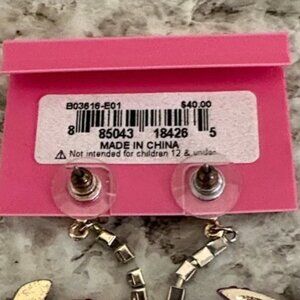 B03616-E01 $40.00
8 85043 18426 5
MADE IN CHINA
⚠ Not intended for children 12 & under